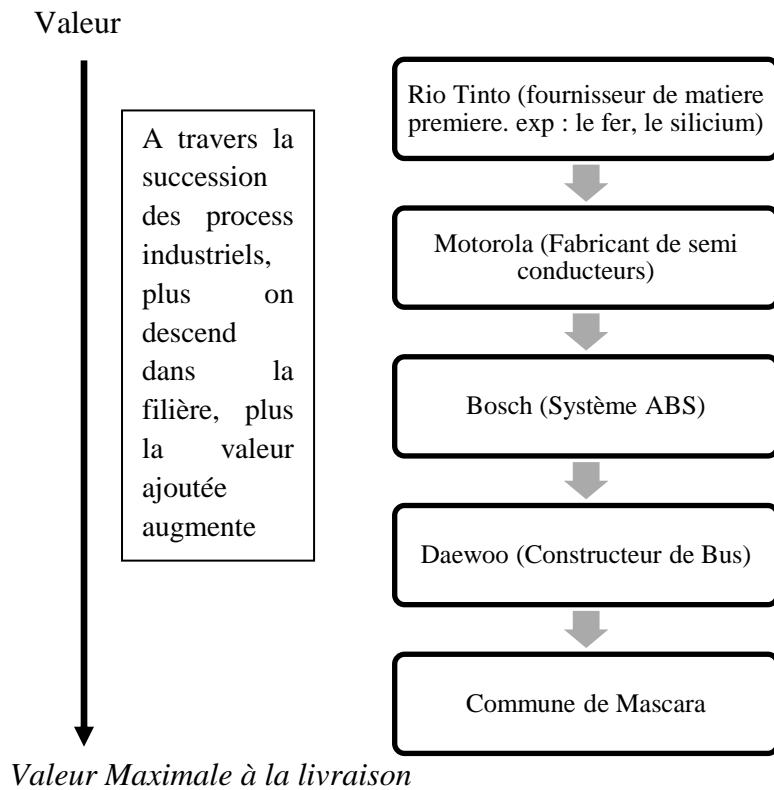 Valeur
A travers la
succession
des process
industriels,
plus on
descend
dans la
filière, plus
la valeur
ajoutée
augmente
Rio Tinto (fournisseur de matiere
premiere. exp : le fer, le silicium)
Motorola (Fabricant de semi
conducteurs)
Bosch (Système ABS)
Daewoo (Constructeur de Bus)
Commune de Mascara
Valeur Maximale à la livraison